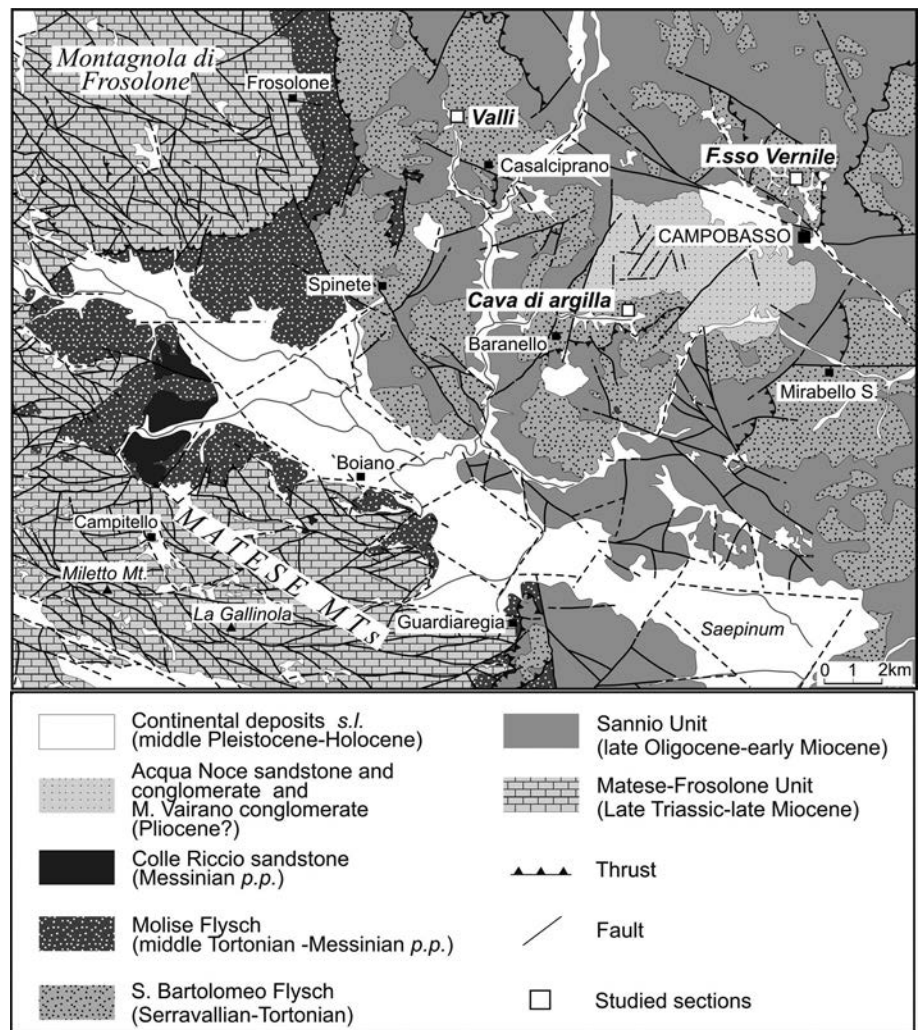 Montagnola di
Frosolone
Frosolone
Valli
Casalciprano
F.sso Vernile
CAMPOBASSO
Spinete
Cava di argilla
Baranello
Mirabello S.
Boiano
Campitello
MATESE MTs
Miletto Mt.
La Gallinola
Guardiaregia
Saepinum
0 1 2km
Continental deposits s.l.
(middle Pleistocene-Holocene)
Acqua Noce sandstone and
conglomerate and
M. Vairano conglomerate
(Pliocene?)
Colle Riccio sandstone
(Messinian p.p.)
Molise Flysch
(middle Tortonian -Messinian p.p.)
S. Bartolomeo Flysch
(Serravallian-Tortonian)
Sannio Unit
(late Oligocene-early Miocene)
Matese-Frosolone Unit
(Late Triassic-late Miocene)
Thrust
Fault
Studied sections